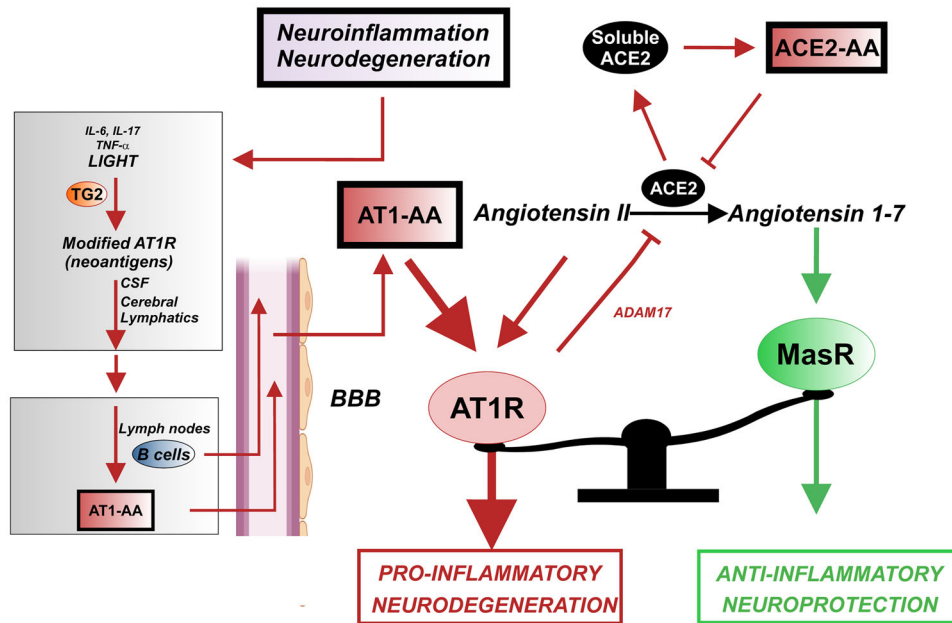 Neuroinflammation
Neurodegeneration
Soluble
ACE2
ACE2-AA
IL-6, IL-17
TNF-α
LIGHT
TG2
Modified AT1R
(neoantigens)
CSF
Cerebral
Lymphatics
AT1-AA
Angiotensin II
ACE2
Angiotensin 1-7
ADAM17
BBB
AT1R
MasR
Lymph nodes
B cells
AT1-AA
PRO-INFLAMMATORY
NEURODEGENERATION
ANTI-INFLAMMATORY
NEUROPROTECTION